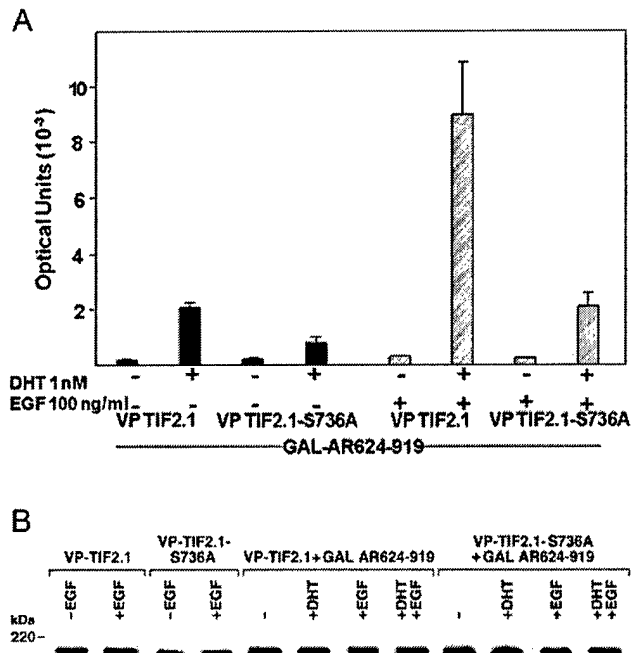 A
Optical Units (10⁻³)
10
8
6
4
2
DHT 1nM - + - + - + - +
EGF 100 ng/ml - - - - + + + +
VP TIF2.1 VP TIF2.1-S736A VP TIF2.1 VP TIF2.1-S736A
GAL-AR624-919
B
VP-TIF2.1
VP-TIF2.1-
S736A
VP-TIF2.1+GAL AR624-919
VP-TIF2.1-S736A
+GAL AR624-919
-EGF +EGF -EGF +EGF - +DHT +EGF +DHT +EGF - +DHT +EGF +DHT +EGF
kDa
220-